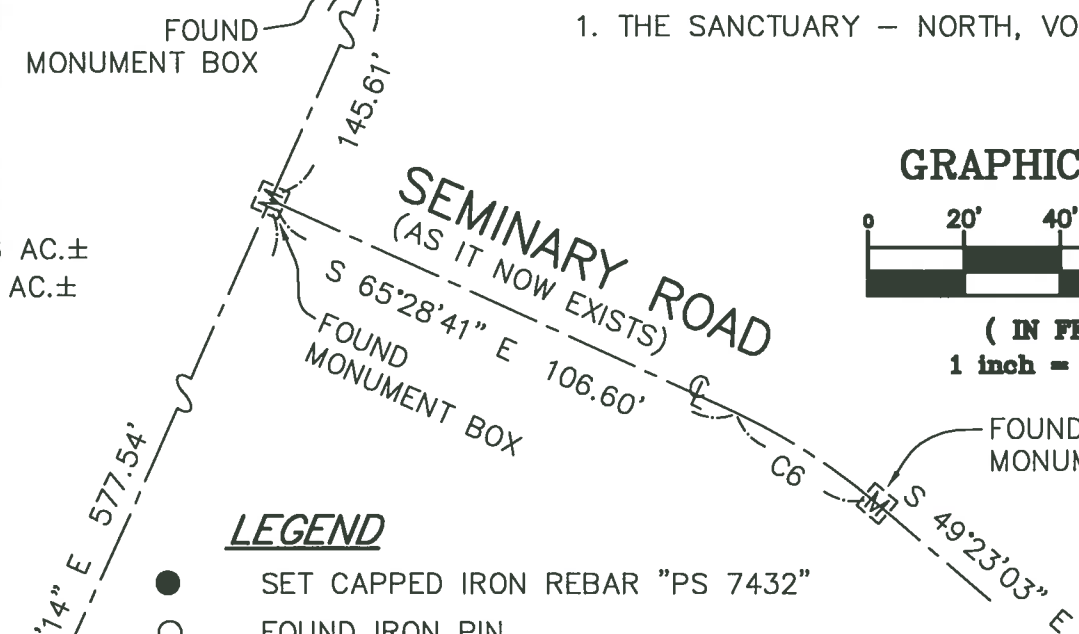 FOUND
MONUMENT BOX
1. THE SANCTUARY – NORTH, VO
145.61'
SEMINARY ROAD
(AS IT NOW EXISTS)
S 65°28'41" E 106.60'
FOUND
MONUMENT BOX
GRAPHIC
0 20' 40'
( IN
1 inch =
AC.±
AC.±
M
℄
C6
M
FOUND
S 49°23'03" E
577.54'
'14" E
LEGEND
SET CAPPED IRON REBAR "PS 7432"
FOUND IRON PIN